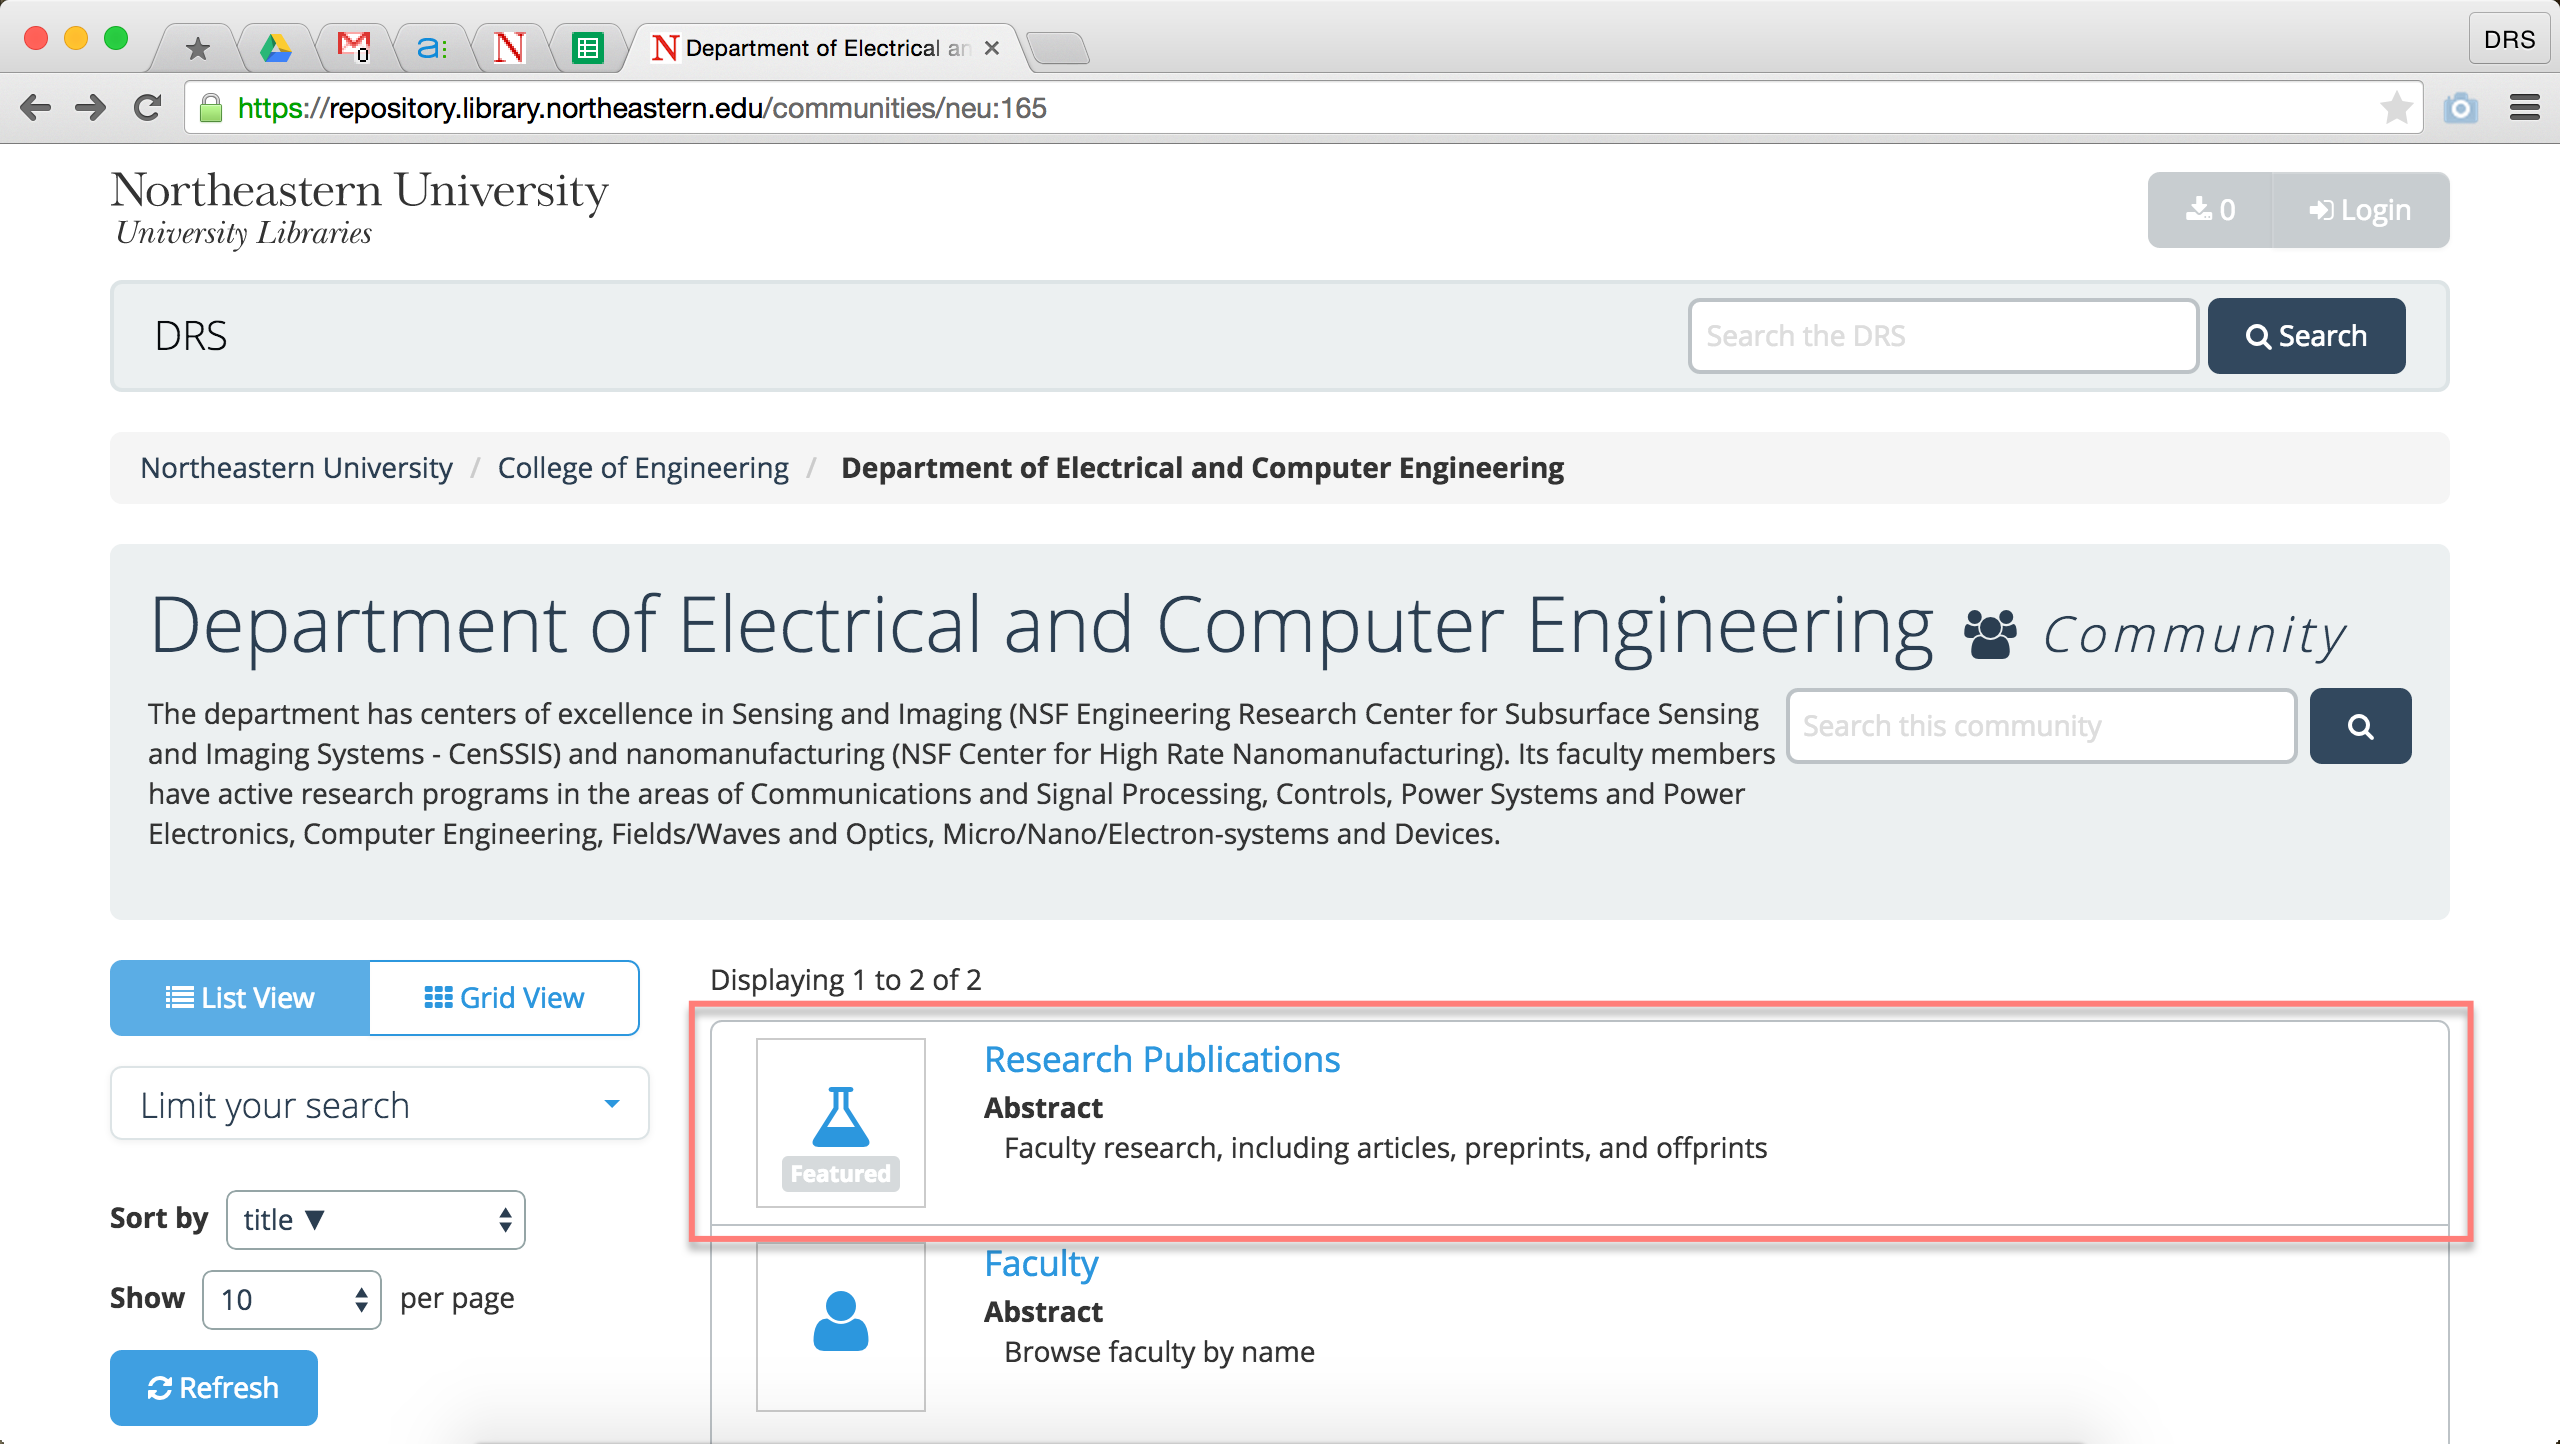 Department of Electrical an
DRS
https://repository.library.northeastern.edu/communities/neu:165
Northeastern University
University Libraries
0
Login
DRS
Search the DRS
Search
Northeastern University / College of Engineering / Department of Electrical and Computer Engineering
Department of Electrical and Computer Engineering Community
The department has centers of excellence in Sensing and Imaging (NSF Engineering Research Center for Subsurface Sensing
and Imaging Systems - CenSSIS) and nanomanufacturing (NSF Center for High Rate Nanomanufacturing). Its faculty members
have active research programs in the areas of Communications and Signal Processing, Controls, Power Systems and Power
Electronics, Computer Engineering, Fields/Waves and Optics, Micro/Nano/Electron-systems and Devices.
Search this community
List View
Grid View
Limit your search
Sort by title ▼
Show 10 per page
Refresh
Displaying 1 to 2 of 2
Featured
Research Publications
Abstract
Faculty research, including articles, preprints, and offprints
Faculty
Abstract
Browse faculty by name